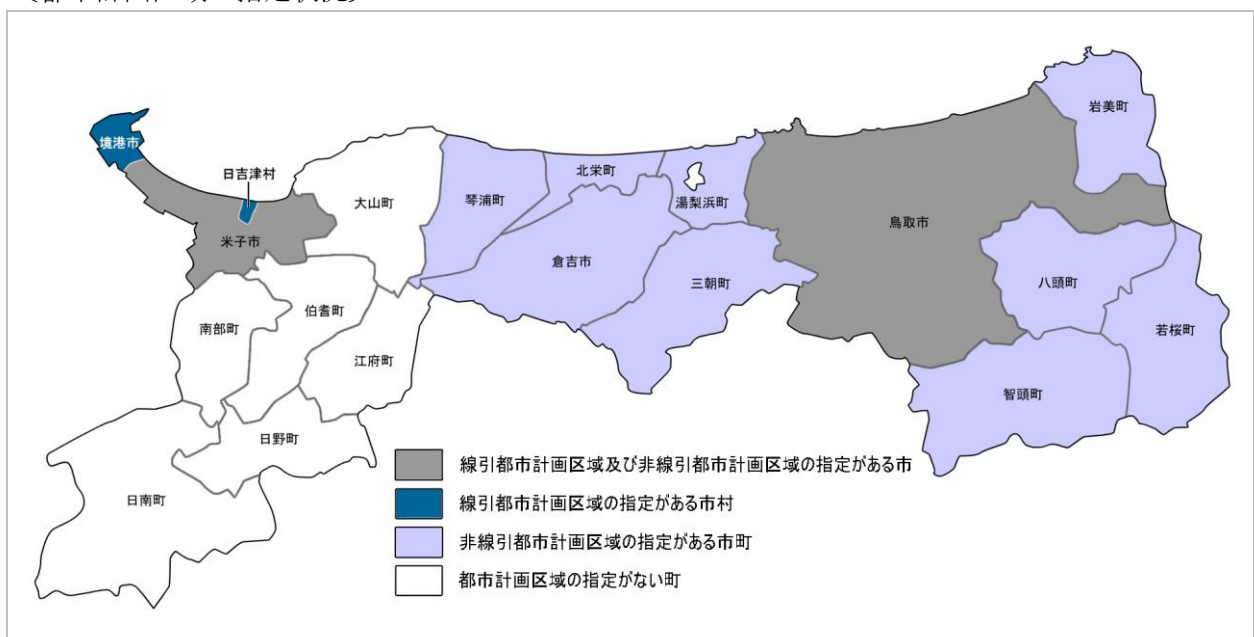 岩美町
境港市
日吉津村
北栄町
大山町
琴浦町
湯梨浜町
鳥取市
米子市
倉吉市
三朝町
八頭町
伯耆町
南部町
若桜町
江府町
智頭町
日野町
日南町
線引都市計画区域及び非線引都市計画区域の指定がある市
線引都市計画区域の指定がある市村
非線引都市計画区域の指定がある市町
都市計画区域の指定がない町